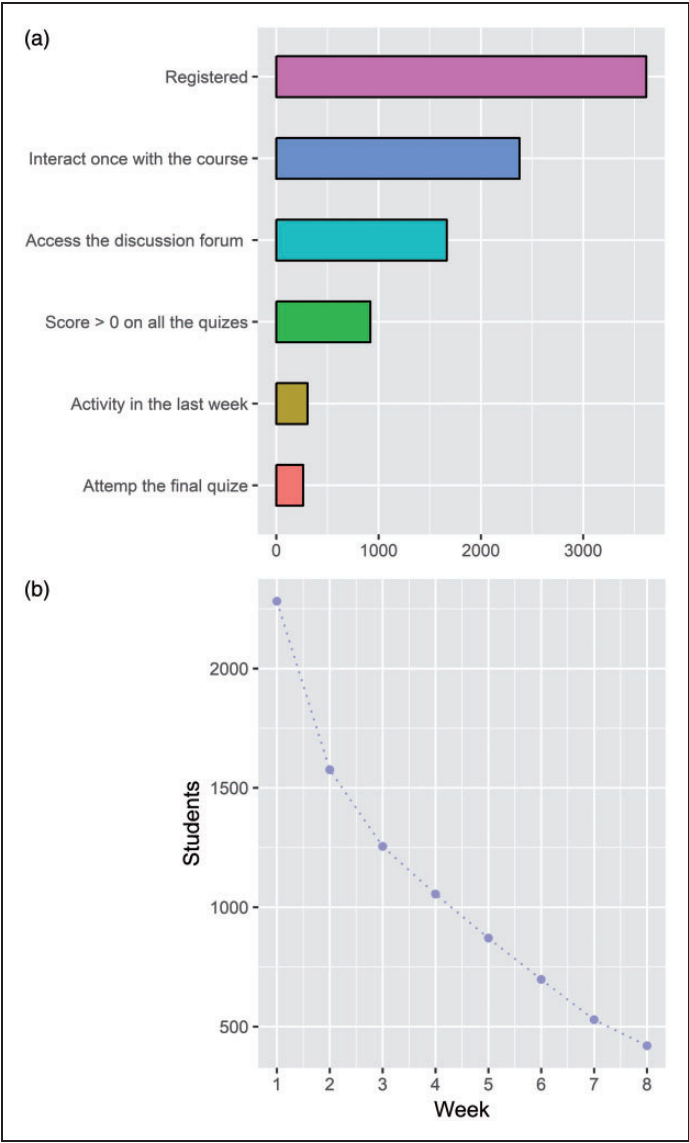 (a)
Registered
Interact once with the course
Access the discussion forum
Score > 0 on all the quizes
Activity in the last week
Attemp the final quize
0 1000 2000 3000
(b)
2000
1500
1000
500
Students
1 2 3 4 5 6 7 8
Week